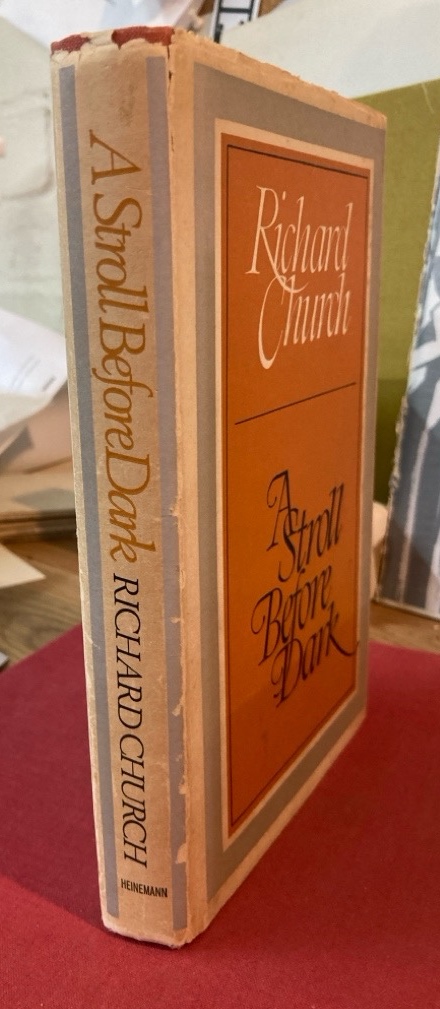 A Stroll Before Dark RICHARD CHURCH
HEINEMANN
Richard
Church
A
Stroll
Before
Dark